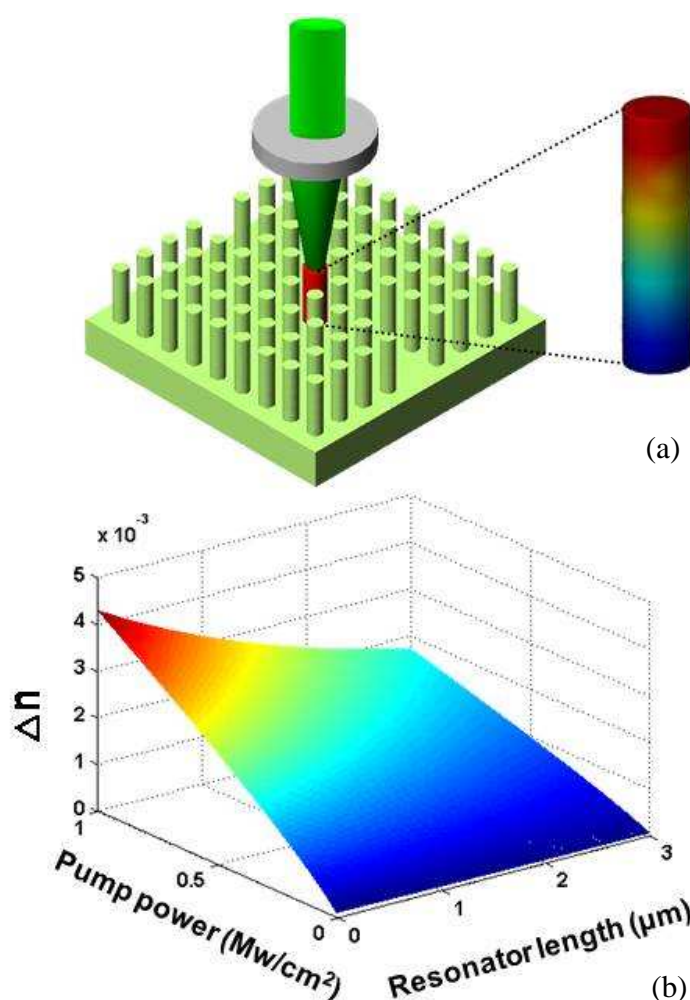 (a)
x 10⁻³
5
4
3
2
1
0
Δn
1
0.5
0
Pump power (Mw/cm²)
0
1
2
3
Resonator length (μm)
(b)